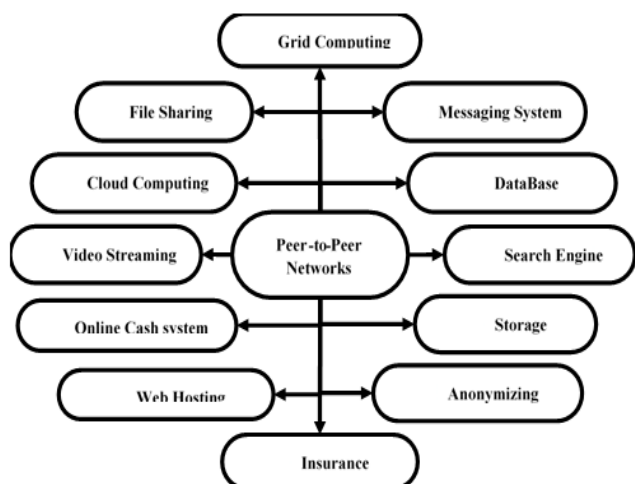 Grid Computing
File Sharing
Messaging System
Cloud Computing
DataBase
Video Streaming
Peer-to-Peer
Networks
Search Engine
Online Cash system
Storage
Web Hosting
Anonymizing
Insurance